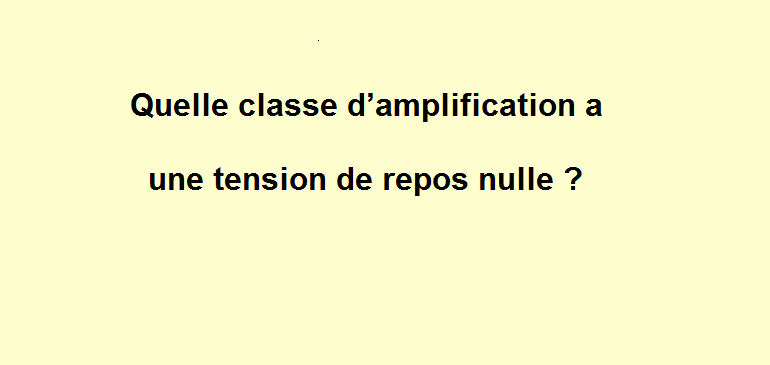 Quelle classe d’amplification a
une tension de repos nulle ?